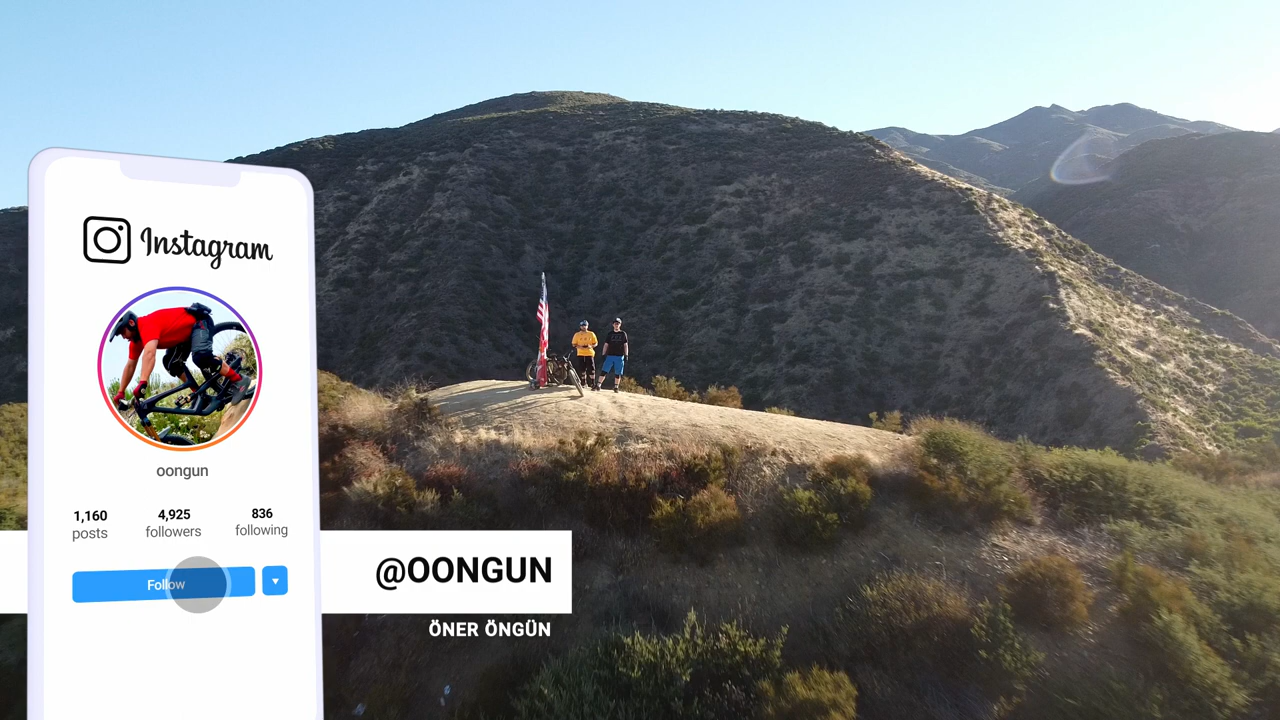 Instagram
oongun
1,160 4,925 836
posts followers following
Follow
@OONGUN
ÖNER ÖNGÜN